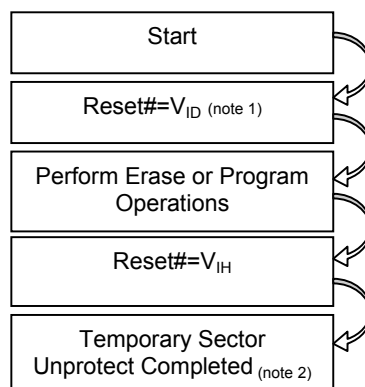 Start
Reset#=VID (note 1)
Perform Erase or Program
Operations
Reset#=VIH
Temporary Sector
Unprotect Completed (note 2)